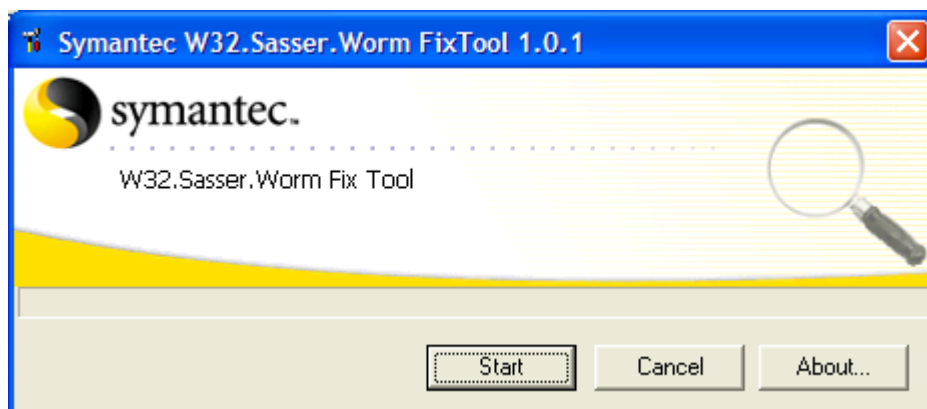 Symantec W32.Sasser.Worm FixTool 1.0.1
symantec.
W32.Sasser.Worm Fix Tool
Start Cancel About...